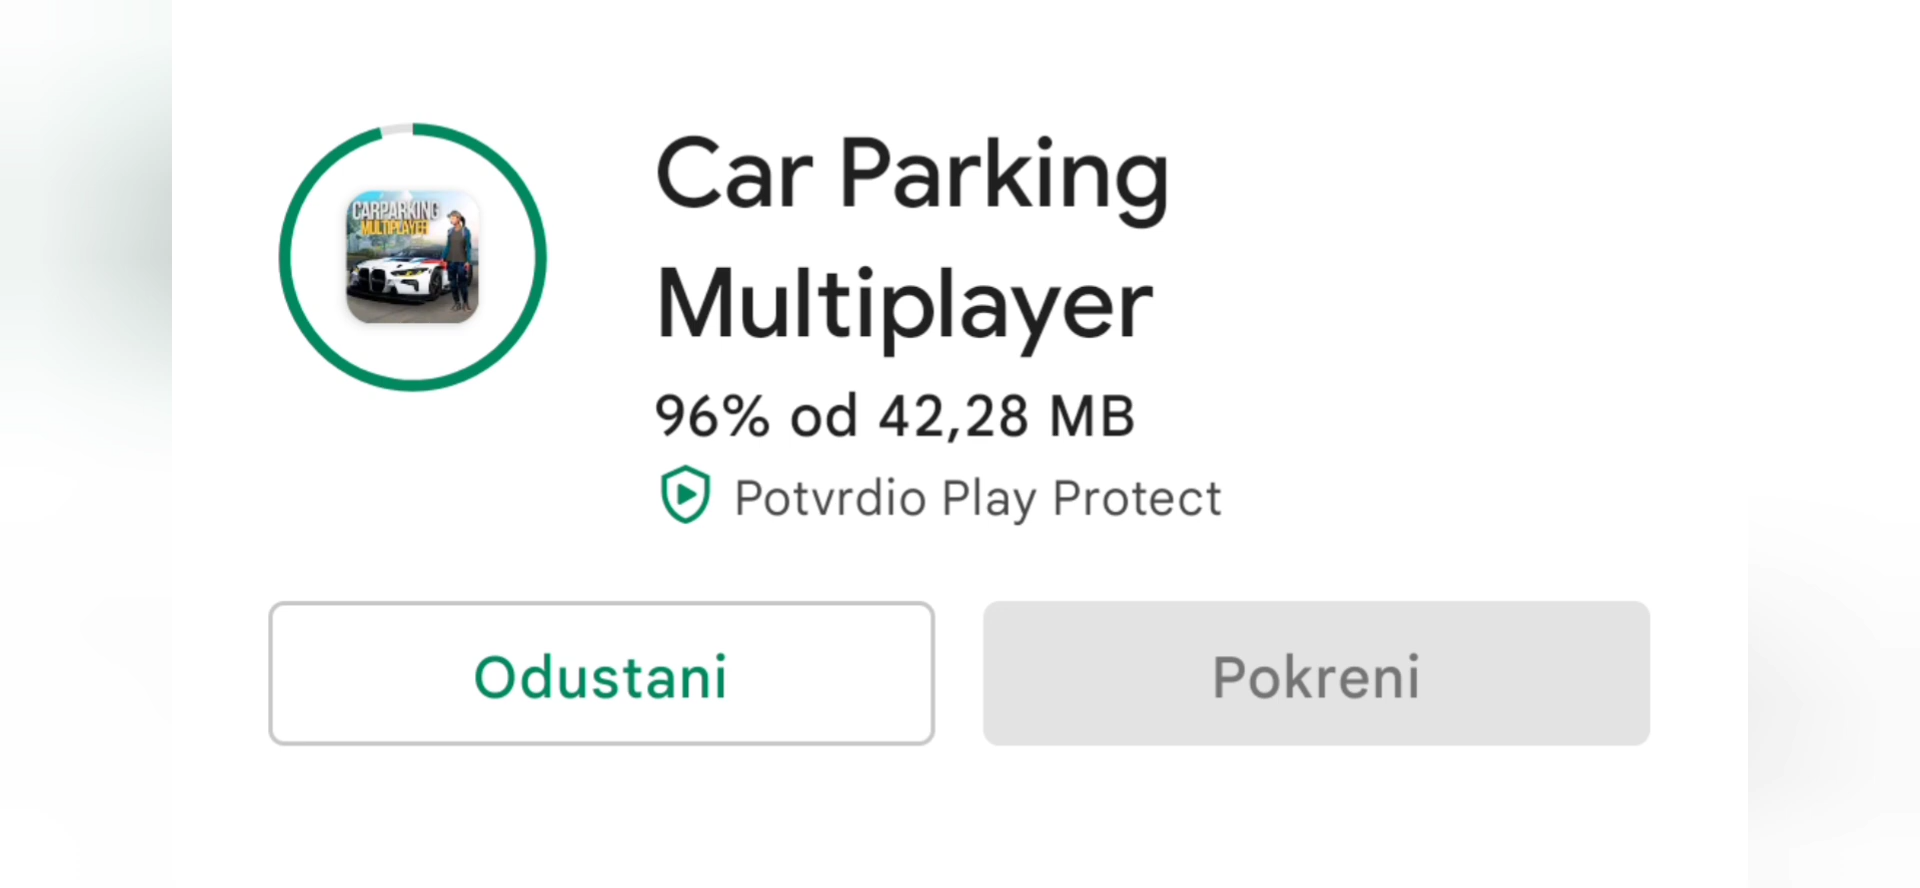 CARPARKING
MULTIPLAYER
Car Parking
Multiplayer
96% od 42,28 MB
Potvrdio Play Protect
Odustani
Pokreni